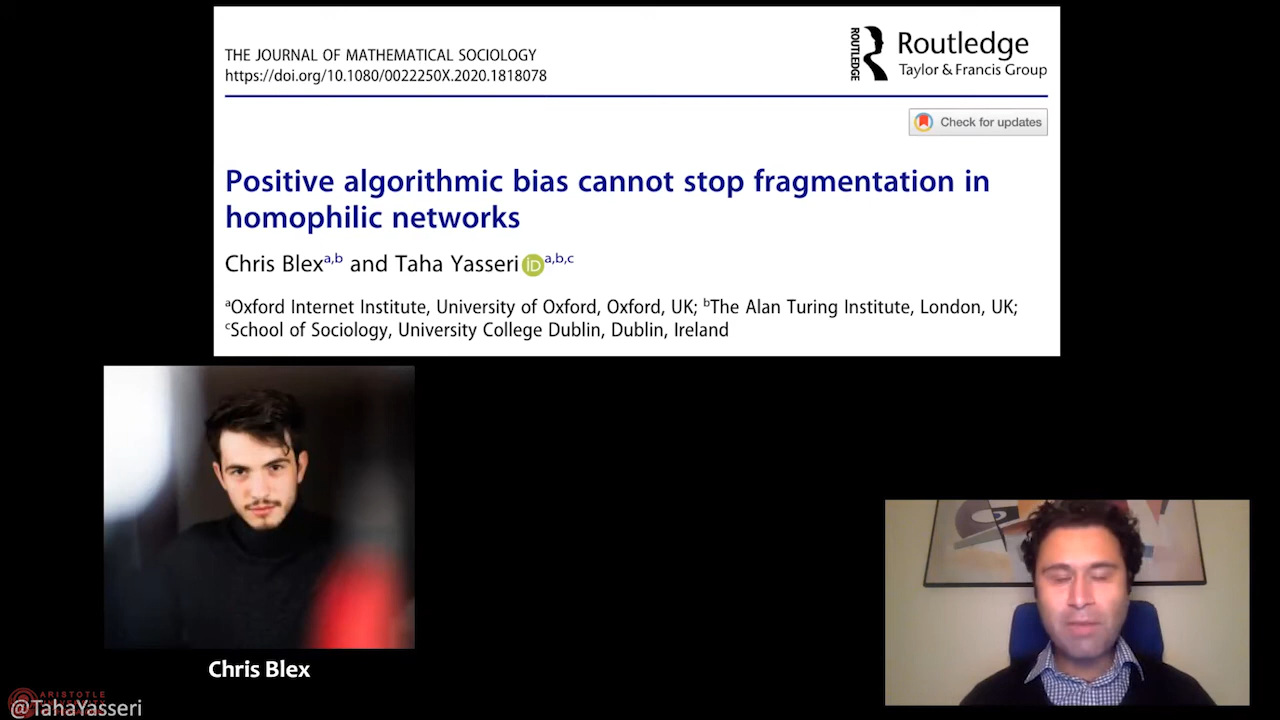 THE JOURNAL OF MATHEMATICAL SOCIOLOGY
https://doi.org/10.1080/0022250X.2020.1818078
ROUTLEDGE
Routledge
Taylor & Francis Group
Check for updates
Positive algorithmic bias cannot stop fragmentation in
homophilic networks
Chris Blexa,b and Taha Yasseri iD a,b,c
aOxford Internet Institute, University of Oxford, Oxford, UK; bThe Alan Turing Institute, London, UK;
cSchool of Sociology, University College Dublin, Dublin, Ireland
Chris Blex
ARISTOTLE
@TahaYasseri